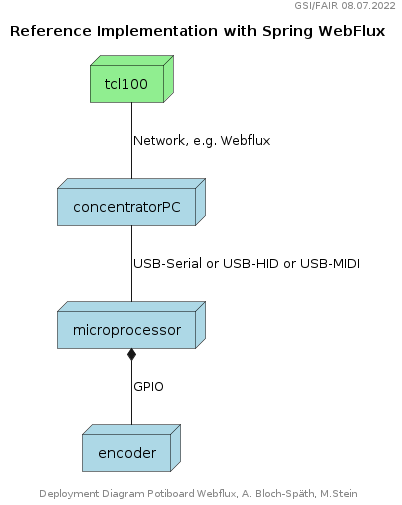 GSI/FAIR 08.07.2022
Reference Implementation with Spring WebFlux
tcl100
Network, e.g. Webflux
concentratorPC
USB-Serial or USB-HID or USB-MIDI
microprocessor
GPIO
encoder
Deployment Diagram Potiboard Webflux, A. Bloch-Späth, M.Stein